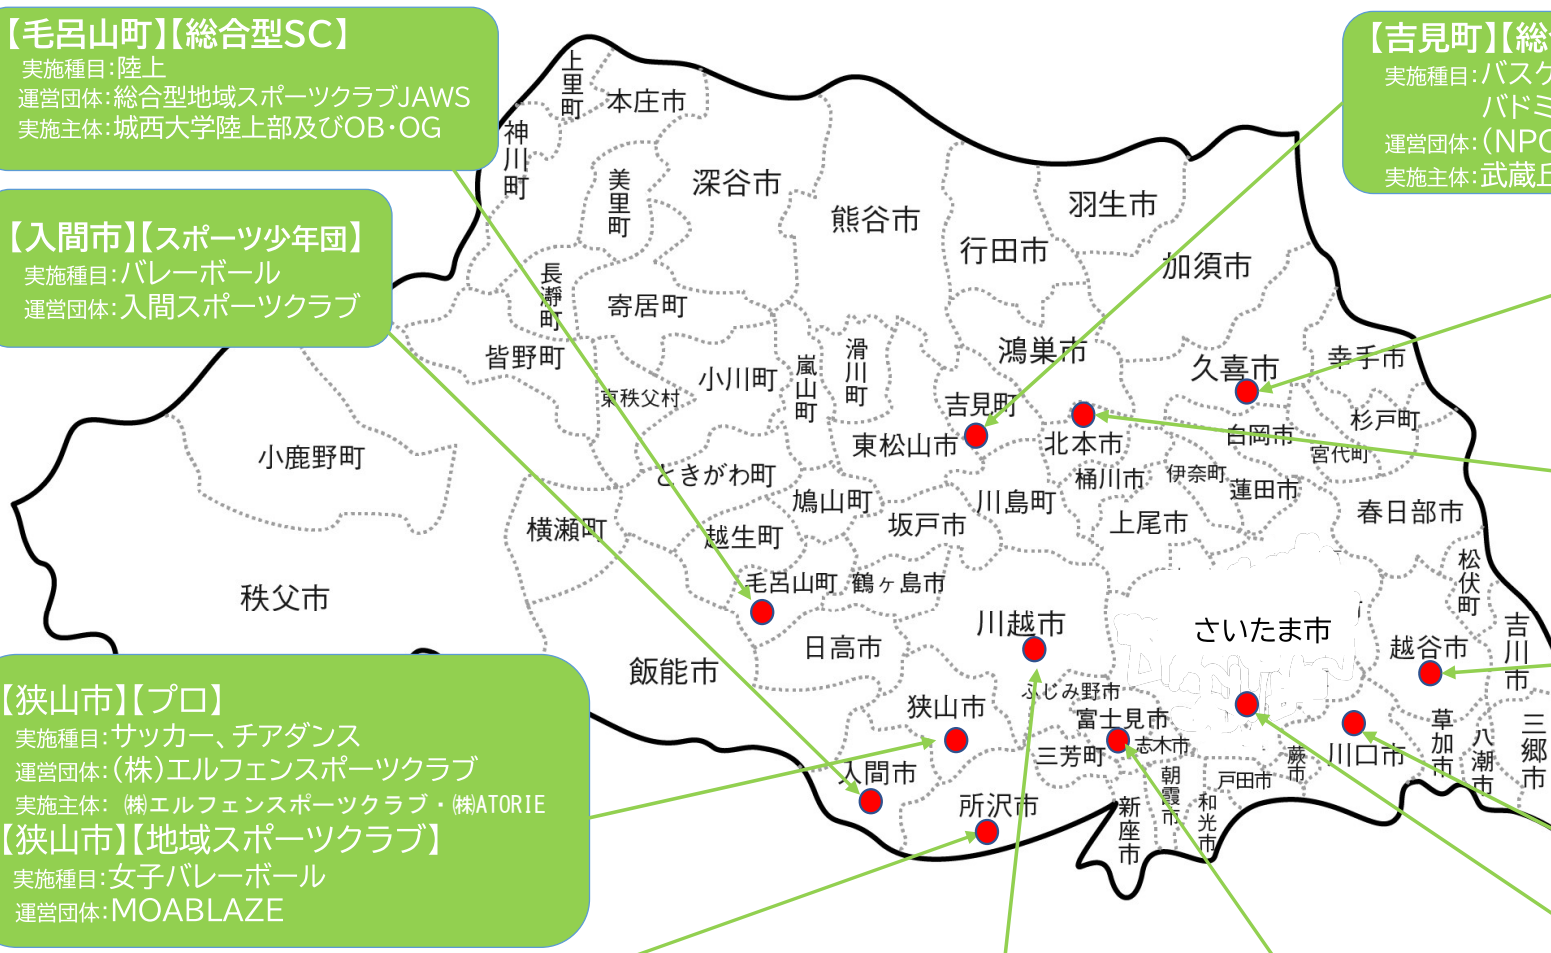 【毛呂山町】【総合型SC】
実施種目:陸上
運営団体:総合型地域スポーツクラブJAWS
実施主体:城西大学陸上部及びOB・OG
【入間市】【スポーツ少年団】
実施種目:バレーボール
運営団体:入間スポーツクラブ
【吉見町】【総
実施種目:バスケ
バドミ
運営団体:(NPO
実施主体:武蔵丘
上里町
本庄市
神川町
美里町
深谷市
熊谷市
行田市
羽生市
加須市
長瀞町
寄居町
皆野町
東秩父村
小川町
嵐山町
滑川町
鴻巣市
久喜市
幸手市
吉見町
東松山市
北本市
白岡市
杉戸町
宮代町
小鹿野町
ときがわ町
鳩山町
川島町
桶川市
伊奈町
蓮田市
春日部市
横瀬町
越生町
坂戸市
上尾市
松伏町
秩父市
毛呂山町
鶴ヶ島市
川越市
さいたま市
越谷市
吉川市
日高市
飯能市
ふじみ野市
狭山市
富士見市
志木市
三芳町
入間市
所沢市
新座市
朝霞市
和光市
戸田市
蕨市
川口市
草加市
八潮市
三郷市
【狭山市】【プロ】
実施種目:サッカー、チアダンス
運営団体:(株)エルフェンスポーツクラブ
実施主体: ㈱エルフェンスポーツクラブ・㈱ATORIE
【狭山市】【地域スポーツクラブ】
実施種目:女子バレーボール
運営団体:MOABLAZE